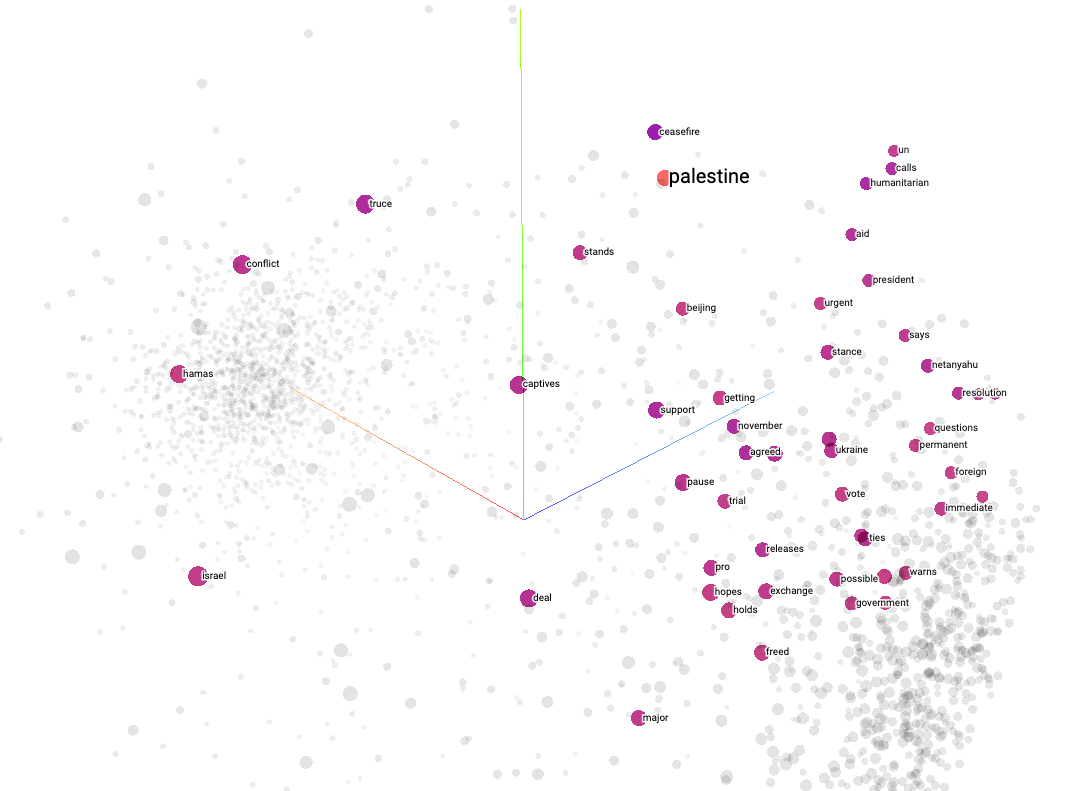 ceasefire
un
calls
palestine
humanitarian
truce
aid
stands
conflict
president
urgent
beijing
says
stance
netanyahu
hamas
captives
resolution
getting
support
november
questions
permanent
agreed
ukraine
foreign
pause
vote
trial
immediate
ties
releases
pro
warns
possible
israel
hopes
exchange
deal
government
holds
freed
major